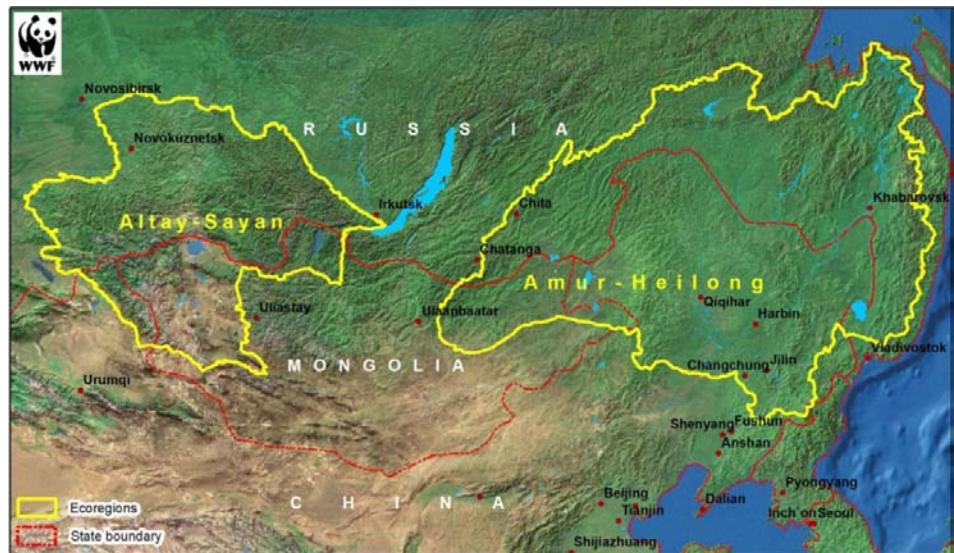 WWF
Novosibirsk
Novokuznetsk
R U S S I A
Irkutsk
Chita
Khabarovsk
Altay-Sayan
Chatanga
Amur-Heilong
Qiqihar
Uliastay
Ulaanbaatar
Harbin
MONGOLIA
Vladivostok
Changchung
Jilin
Urumqi
Shenyang
Fushun
Anshan
Pyongyang
C H I N A
Beijing
Tianjin
Dalian
Inch'on
Seoul
Shijiazhuang
Ecoregions
State boundary